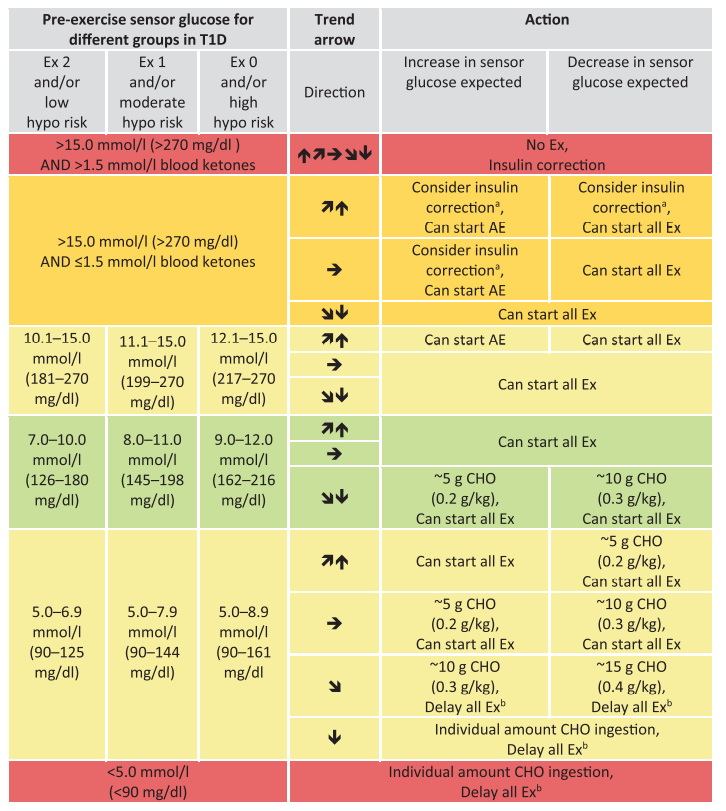 Pre-exercise sensor glucose for
different groups in T1D
Trend
arrow
Action
Ex 2
and/or
low
hypo risk
Ex 1
and/or
moderate
hypo risk
Ex 0
and/or
high
hypo risk
Direction
Increase in sensor
glucose expected
Decrease in sensor
glucose expected
>15.0 mmol/l (>270 mg/dl )
AND >1.5 mmol/l blood ketones
No Ex,
Insulin correction
>15.0 mmol/l (>270 mg/dl)
AND ≤1.5 mmol/l blood ketones
Consider insulin
correctionᵃ,
Can start AE
Consider insulin
correctionᵃ,
Can start all Ex
Consider insulin
correctionᵃ,
Can start AE
Can start all Ex
Can start all Ex
10.1–15.0
mmol/l
(181–270
mg/dl)
11.1–15.0
mmol/l
(199–270
mg/dl)
12.1–15.0
mmol/l
(217–270
mg/dl)
Can start AE
Can start all Ex
Can start all Ex
7.0–10.0
mmol/l
(126–180
mg/dl)
8.0–11.0
mmol/l
(145–198
mg/dl)
9.0–12.0
mmol/l
(162–216
mg/dl)
Can start all Ex
~5 g CHO
(0.2 g/kg),
Can start all Ex
~10 g CHO
(0.3 g/kg),
Can start all Ex
5.0–6.9
mmol/l
(90–125
mg/dl)
5.0–7.9
mmol/l
(90–144
mg/dl)
5.0–8.9
mmol/l
(90–161
mg/dl
Can start all Ex
~5 g CHO
(0.2 g/kg),
Can start all Ex
~5 g CHO
(0.2 g/kg),
Can start all Ex
~10 g CHO
(0.3 g/kg),
Can start all Ex
~10 g CHO
(0.3 g/kg),
Delay all Exᵇ
~15 g CHO
(0.4 g/kg),
Delay all Exᵇ
Individual amount CHO ingestion,
Delay all Exᵇ
<5.0 mmol/l
(<90 mg/dl)
Individual amount CHO ingestion,
Delay all Exᵇ